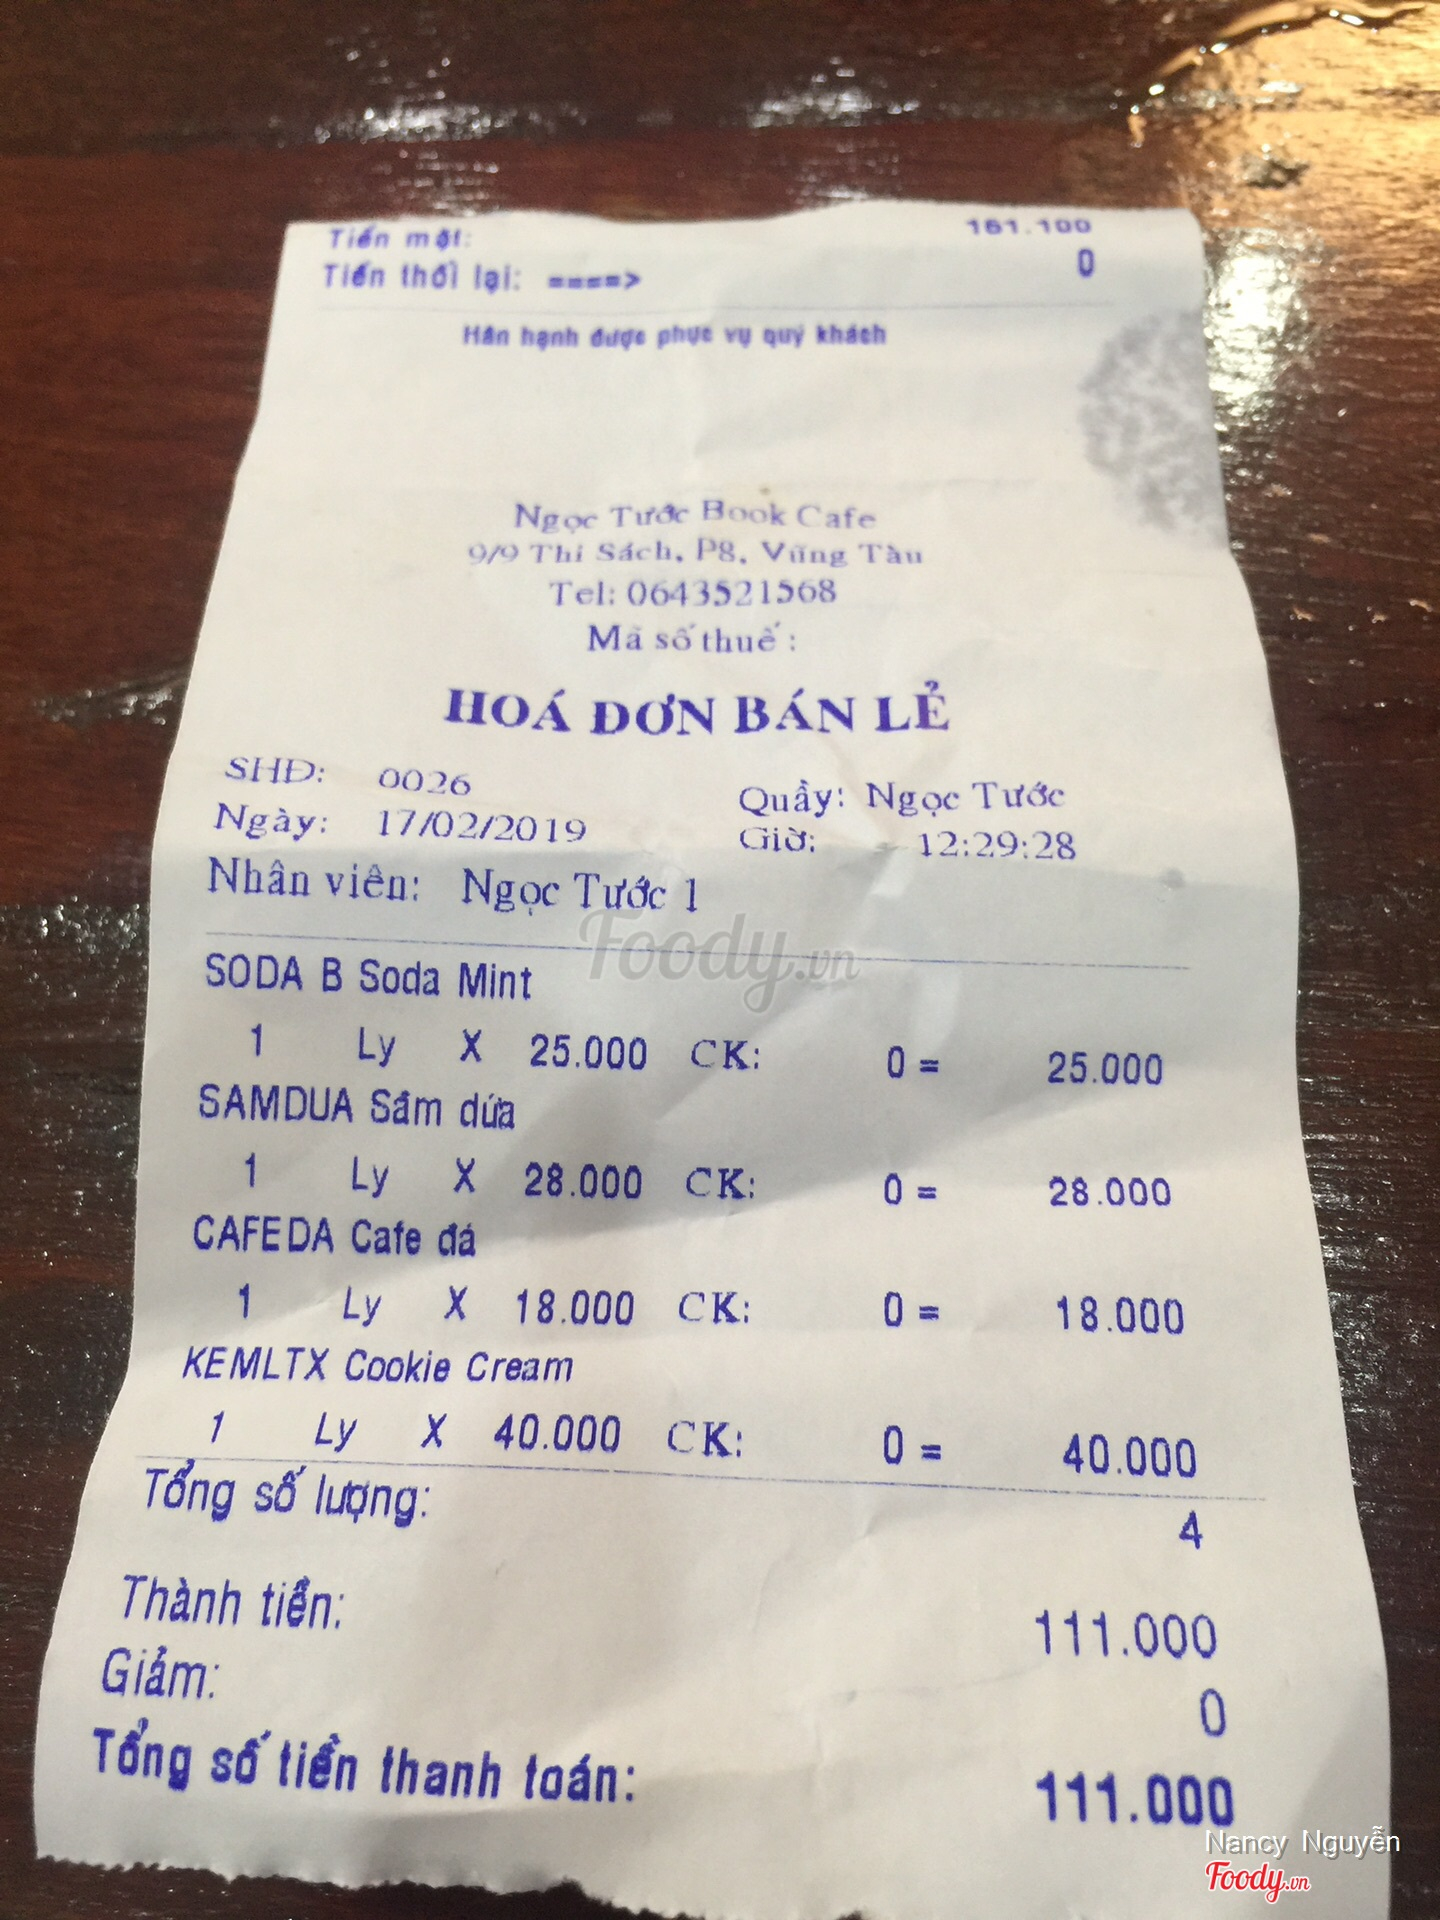 Tiền mặt: 161.100
Tiền thối lại: ====> 0
Hân hạnh được phục vụ quý khách
Ngọc Tước Book Cafe
9/9 Thi Sách, P8, Vũng Tàu
Tel: 0643521568
Mã số thuế :
HOÁ ĐƠN BÁN LẺ
SHĐ: 0026 Quầy: Ngọc Tước
Ngày: 17/02/2019 Giờ: 12:29:28
Nhân viên: Ngọc Tước 1
Foody.vn
SODA B Soda Mint
1 Ly X 25.000 CK: 0 = 25.000
SAMDUA Sâm dứa
1 Ly X 28.000 CK: 0 = 28.000
CAFEDA Cafe đá
1 Ly X 18.000 CK: 0 = 18.000
KEMLTX Cookie Cream
1 Ly X 40.000 CK: 0 = 40.000
Tổng số lượng: 4
Thành tiền: 111.000
Giảm: 0
Tổng số tiền thanh toán: 111.000
Nancy Nguyễn
Foody.vn